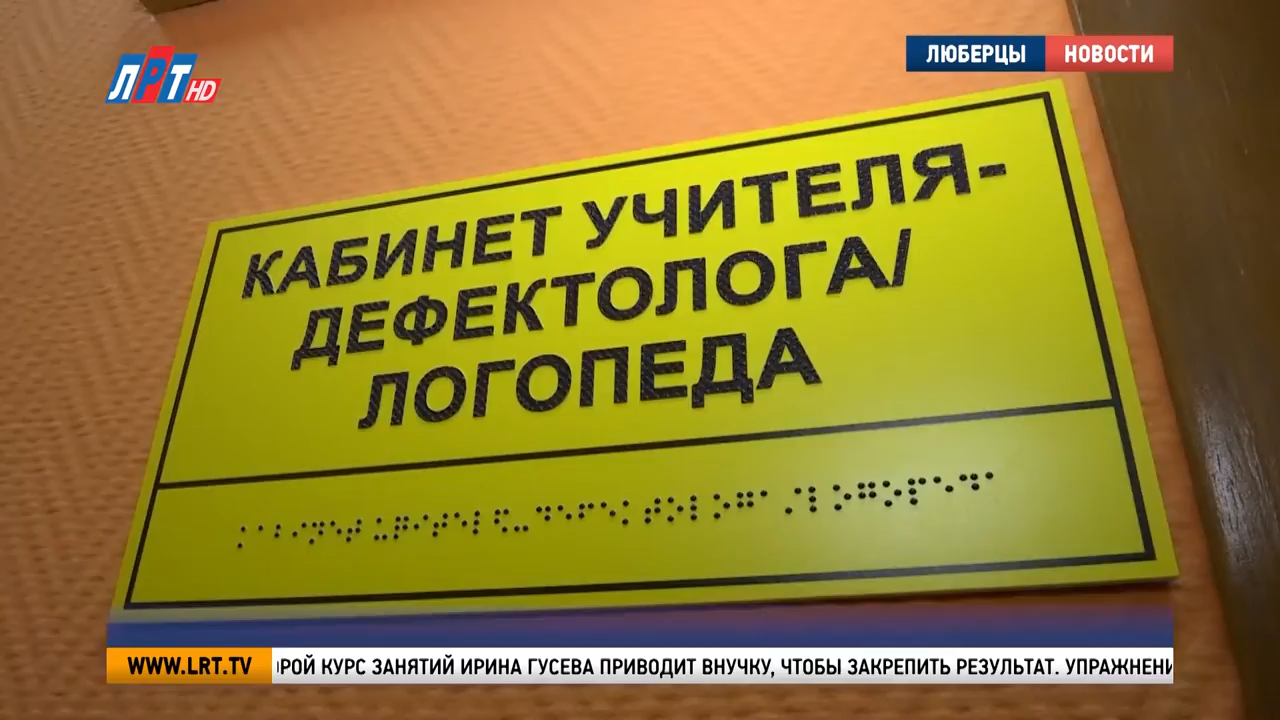 ЛРТ HD
ЛЮБЕРЦЫ НОВОСТИ
КАБИНЕТ УЧИТЕЛЯ-
ДЕФЕКТОЛОГА/
ЛОГОПЕДА
WWW.LRT.TV КУРС ЗАНЯТИЙ ИРИНА ГУСЕВА ПРИВОДИТ ВНУЧКУ, ЧТОБЫ ЗАКРЕПИТЬ РЕЗУЛЬТАТ.